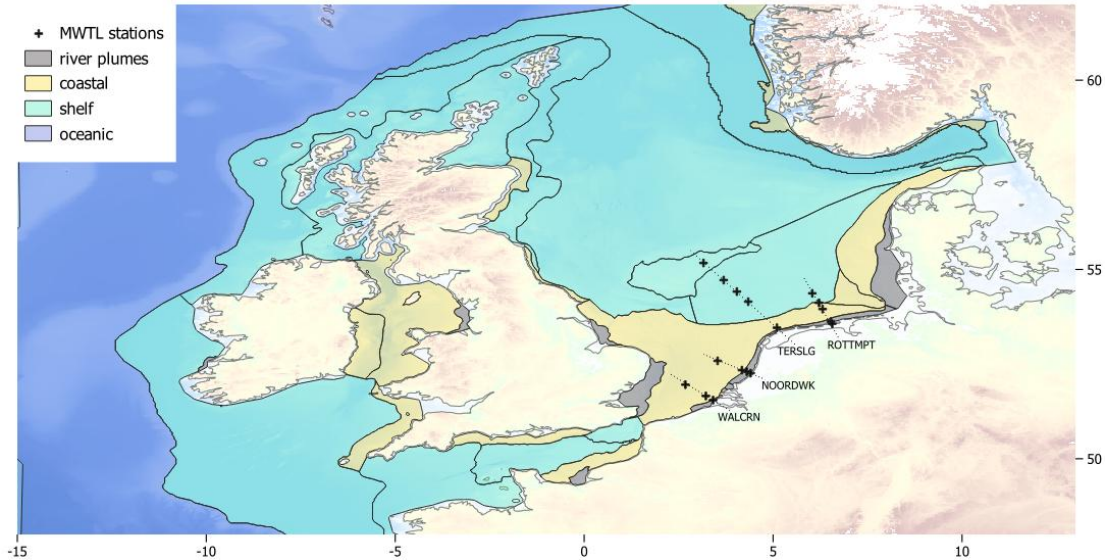 MWTL stations
river plumes
coastal
shelf
oceanic
60
55
50
TERSLG
ROTTMPT
NOORDWK
WALCRN
-15
-10
-5
0
5
10